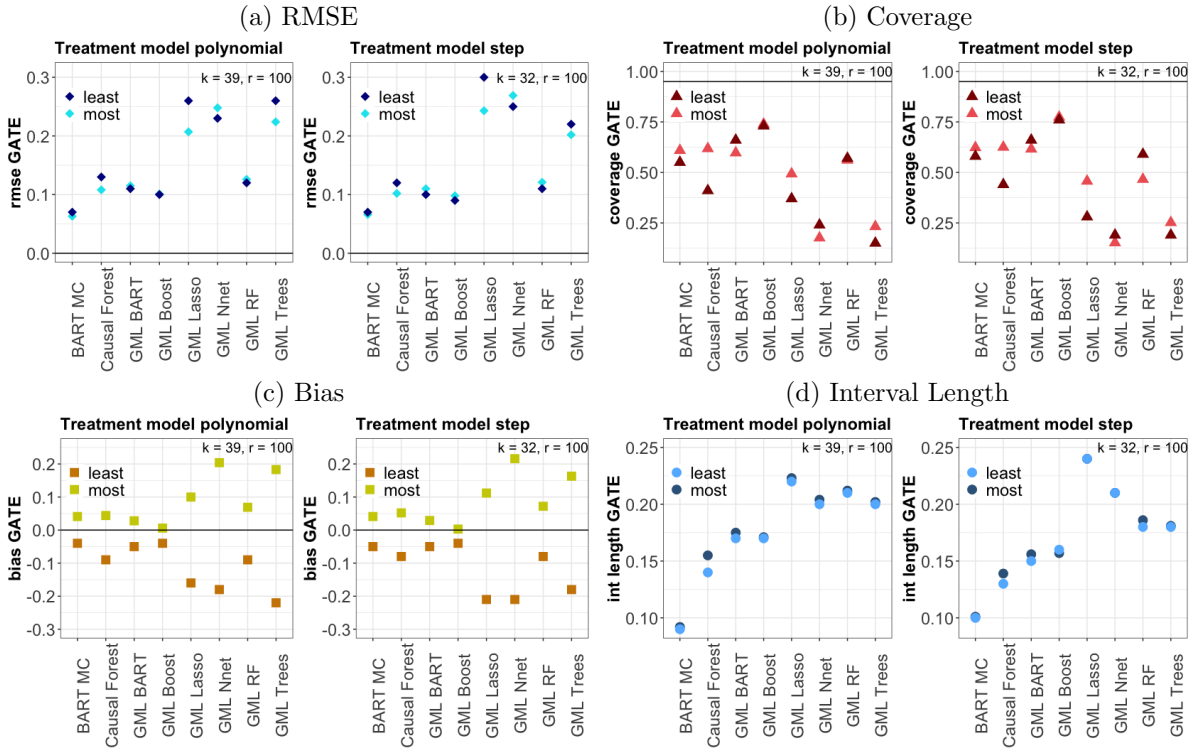 (a) RMSE
Treatment model polynomial
k = 39, r = 100
least
most
rmse GATE
0.3
0.2
0.1
0.0
BART MC
Causal Forest
GML BART
GML Boost
GML Lasso
GML Nnet
GML RF
GML Trees
Treatment model step
k = 32, r = 100
least
most
rmse GATE
0.3
0.2
0.1
0.0
BART MC
Causal Forest
GML BART
GML Boost
GML Lasso
GML Nnet
GML RF
GML Trees
(b) Coverage
Treatment model polynomial
k = 39, r = 100
least
most
coverage GATE
1.00
0.75
0.50
0.25
BART MC
Causal Forest
GML BART
GML Boost
GML Lasso
GML Nnet
GML RF
GML Trees
Treatment model step
k = 32, r = 100
least
most
coverage GATE
1.00
0.75
0.50
0.25
BART MC
Causal Forest
GML BART
GML Boost
GML Lasso
GML Nnet
GML RF
GML Trees
(c) Bias
Treatment model polynomial
k = 39, r = 100
least
most
bias GATE
0.2
0.1
0.0
-0.1
-0.2
-0.3
BART MC
Causal Forest
GML BART
GML Boost
GML Lasso
GML Nnet
GML RF
GML Trees
Treatment model step
k = 32, r = 100
least
most
bias GATE
0.2
0.1
0.0
-0.1
-0.2
-0.3
BART MC
Causal Forest
GML BART
GML Boost
GML Lasso
GML Nnet
GML RF
GML Trees
(d) Interval Length
Treatment model polynomial
k = 39, r = 100
least
most
int length GATE
0.25
0.20
0.15
0.10
BART MC
Causal Forest
GML BART
GML Boost
GML Lasso
GML Nnet
GML RF
GML Trees
Treatment model step
k = 32, r = 100
least
most
int length GATE
0.25
0.20
0.15
0.10
BART MC
Causal Forest
GML BART
GML Boost
GML Lasso
GML Nnet
GML RF
GML Trees